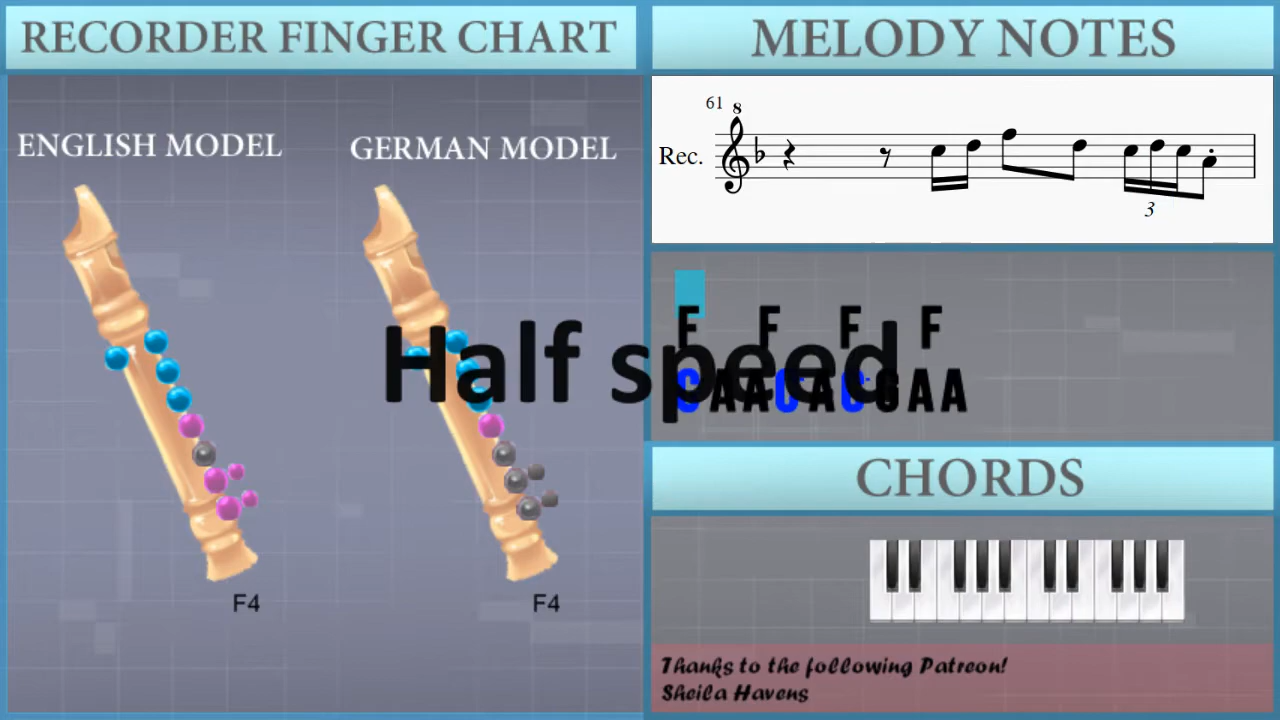 RECORDER FINGER CHART
MELODY NOTES
ENGLISH MODEL
GERMAN MODEL
61
8
Rec.
3
F F F F
Half speed
CAACACGAA
CHORDS
F4
F4
Thanks to the following Patreon!
Sheila Havens